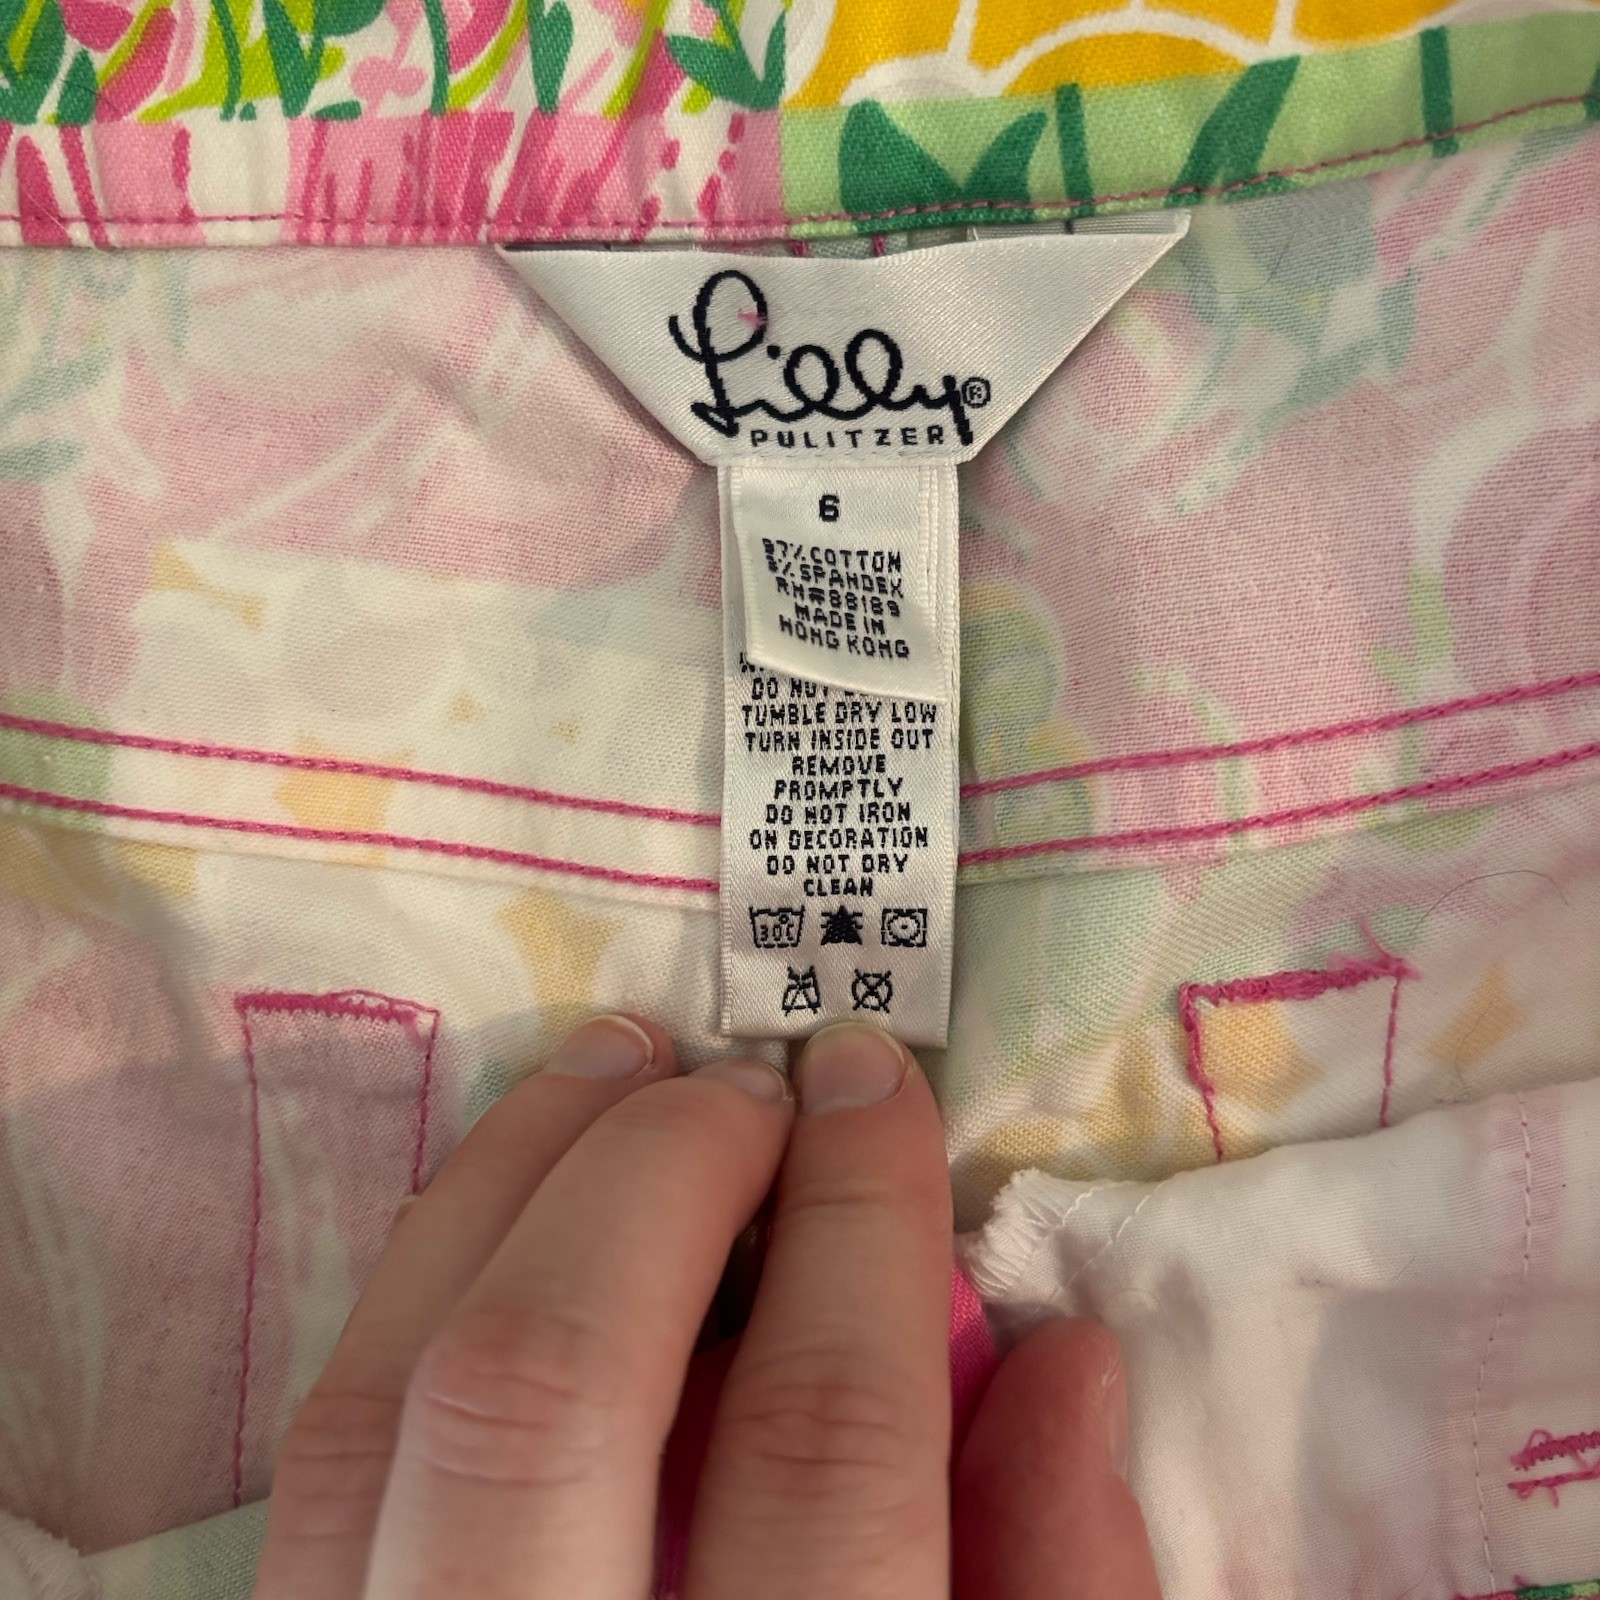 Lilly®
PULITZER
6
97% COTTON
3% SPANDEX
RN#88189
MADE IN
HONG KONG
DO NOT
TUMBLE DRY LOW
TURN INSIDE OUT
REMOVE
PROMPTLY
DO NOT IRON
ON DECORATION
DO NOT DRY
CLEAN
30C